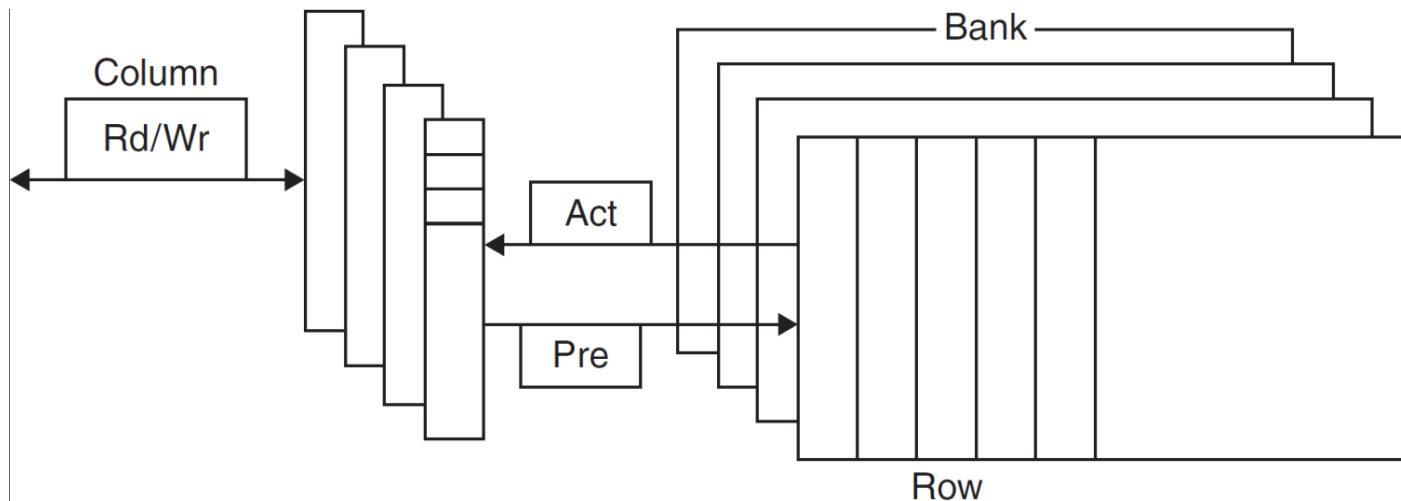 Bank
Column
Rd/Wr
Act
Pre
Row